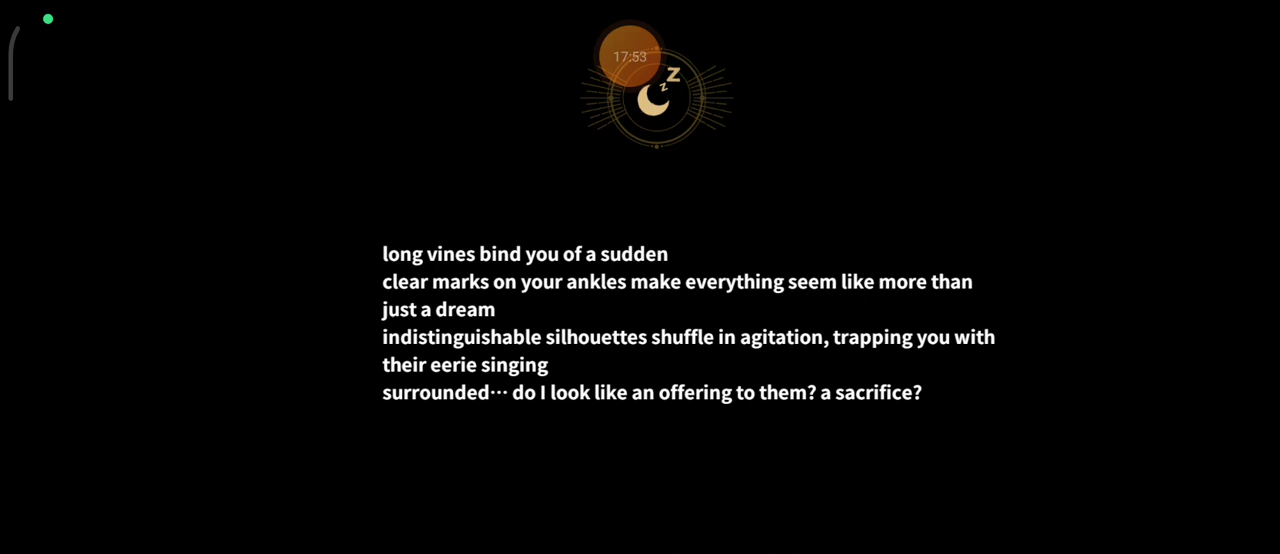 17:53
z
z
long vines bind you of a sudden
clear marks on your ankles make everything seem like more than
just a dream
indistinguishable silhouettes shuffle in agitation, trapping you with
their eerie singing
surrounded··· do I look like an offering to them? a sacrifice?